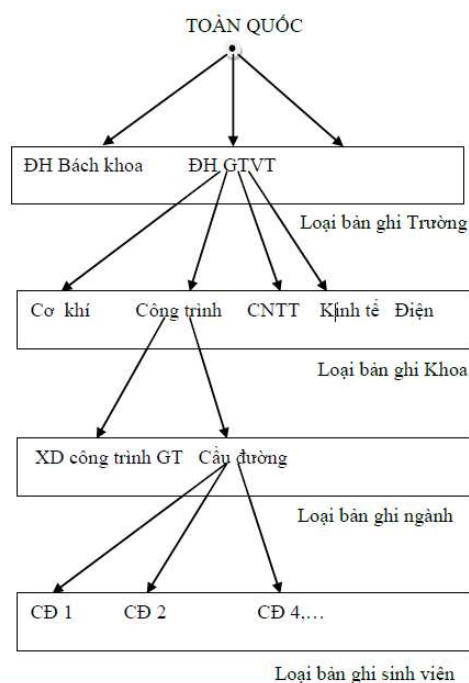 TOÀN QUỐC
ĐH Bách khoa ĐH GTVT
Loại bản ghi Trường
Cơ khí Công trình CNTT Kinh tế Điện
Loại bản ghi Khoa
XD công trình GT Cầu đường
Loại bản ghi ngành
CĐ 1 CĐ 2 CĐ 4,...
Loại bản ghi sinh viên